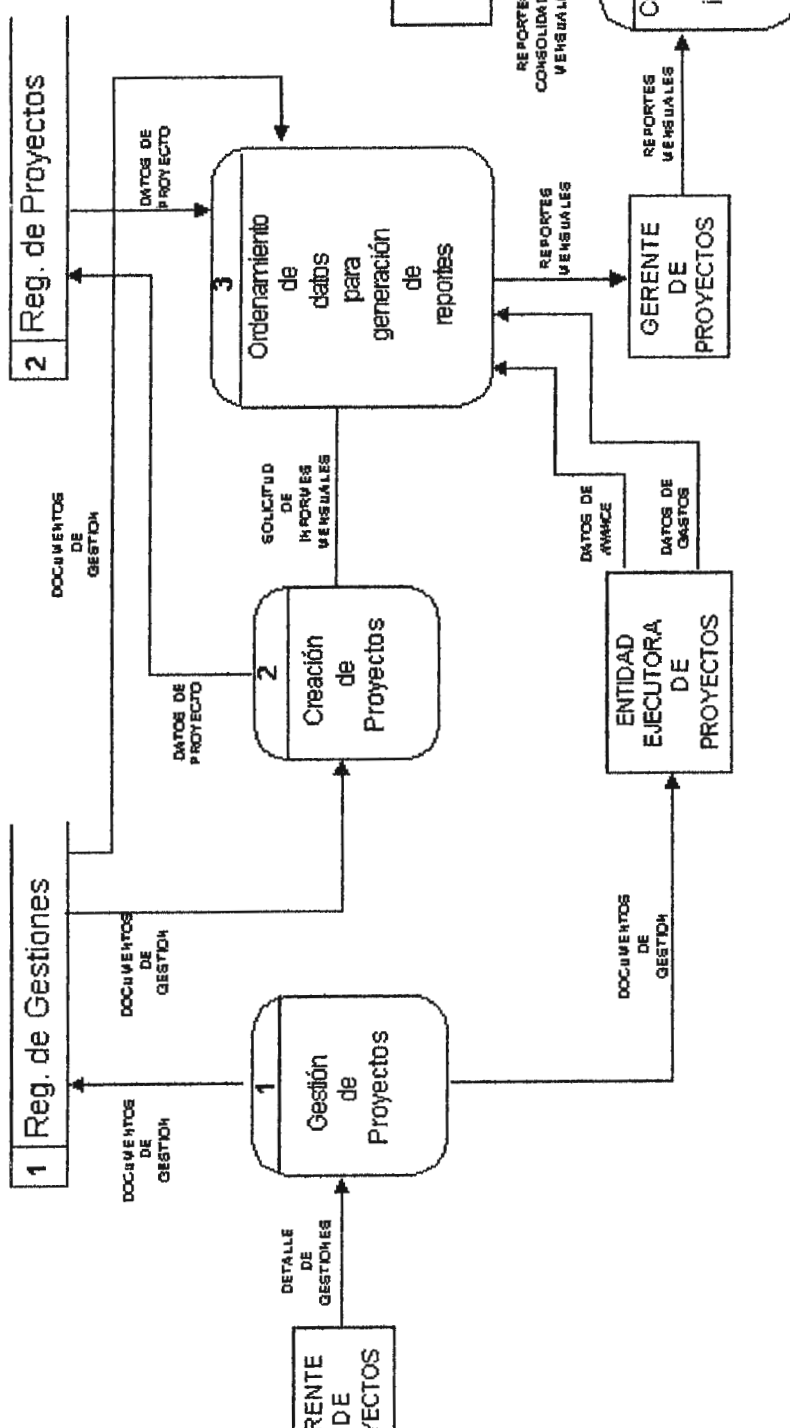 1 Reg. de Gestiones
2 Reg. de Proyectos
DOCUMENTOS
DE
GESTION
DOCUMENTOS
DE
GESTION
DOCUMENTOS
DE
GESTION
DATOS DE
PROYECTO
DATOS DE
PROYECTO
DETALLE
DE
GESTIONES
RENTE
DE
YECTOS
1
Gestión
de
Proyectos
2
Creación
de
Proyectos
SOLICITUD
DE
INFORMES
MENSUALES
3
Ordenamiento
de
datos
para
generación
de
reportes
DOCUMENTOS
DE
GESTION
ENTIDAD
EJECUTORA
DE
PROYECTOS
DATOS DE
AVANCE
DATOS DE
GASTOS
REPORTES
MENSUALES
GERENTE
DE
PROYECTOS
REPORTES
MENSUALES
REPORTES
CONSOLIDA
MENSUAL
C
i